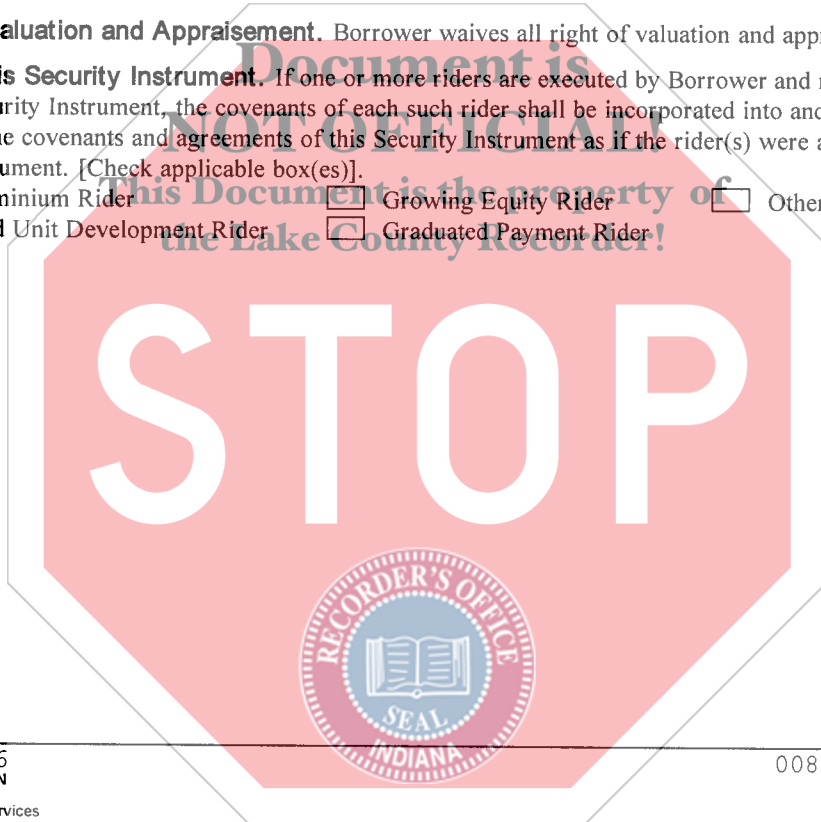 aluation and Appraisement. Borrower waives all right of valuation and app
Document is
is Security Instrument. If one or more riders are executed by Borrower and
rity Instrument, the covenants of each such rider shall be incorporated into and
NOT OFFICIAL!
e covenants and agreements of this Security Instrument as if the rider(s) were a
ument. [Check applicable box(es)].
This Document is the property of
minium Rider Growing Equity Rider Other
Unit Development Rider Graduated Payment Rider
the Lake County Recorder!
STOP
RECORDER'S OFFICE
SEAL
INDIANA
6 008
N
rvices